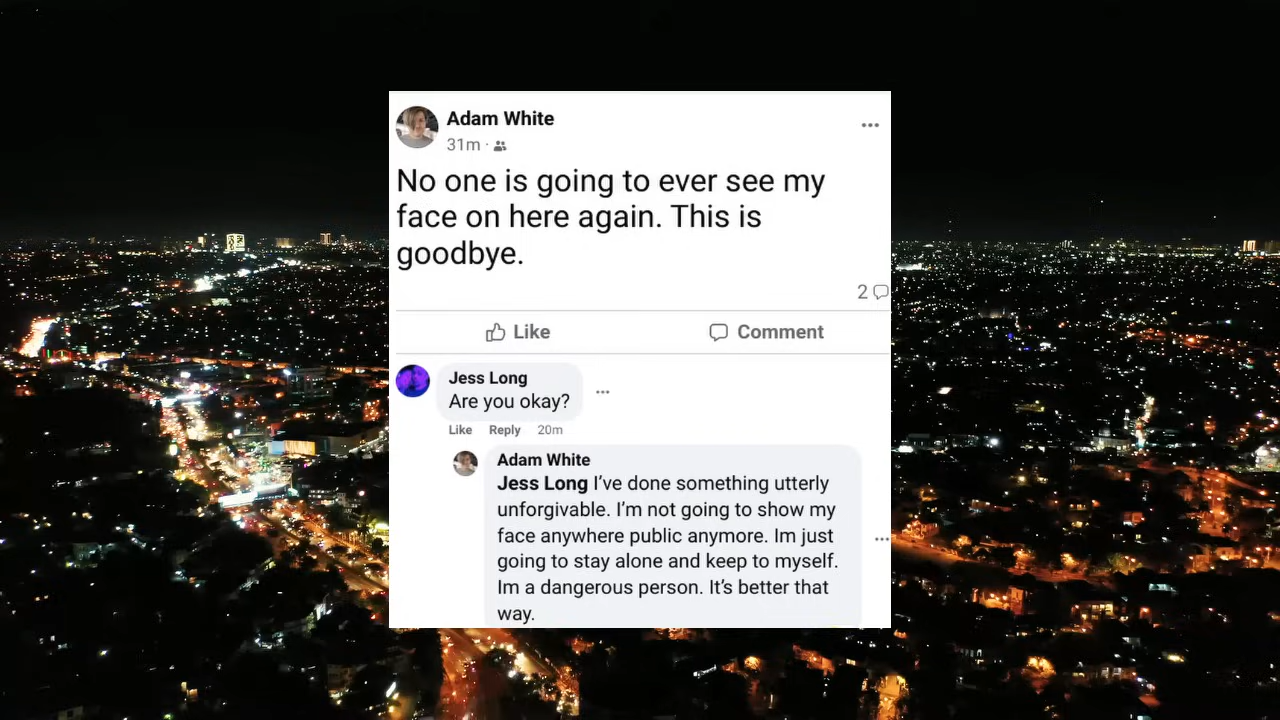 Adam White
31m ·
No one is going to ever see my
face on here again. This is
goodbye.
2
Like
Comment
Jess Long
Are you okay?
Like Reply 20m
Adam White
Jess Long I’ve done something utterly
unforgivable. I’m not going to show my
face anywhere public anymore. Im just
going to stay alone and keep to myself.
Im a dangerous person. It’s better that
way.